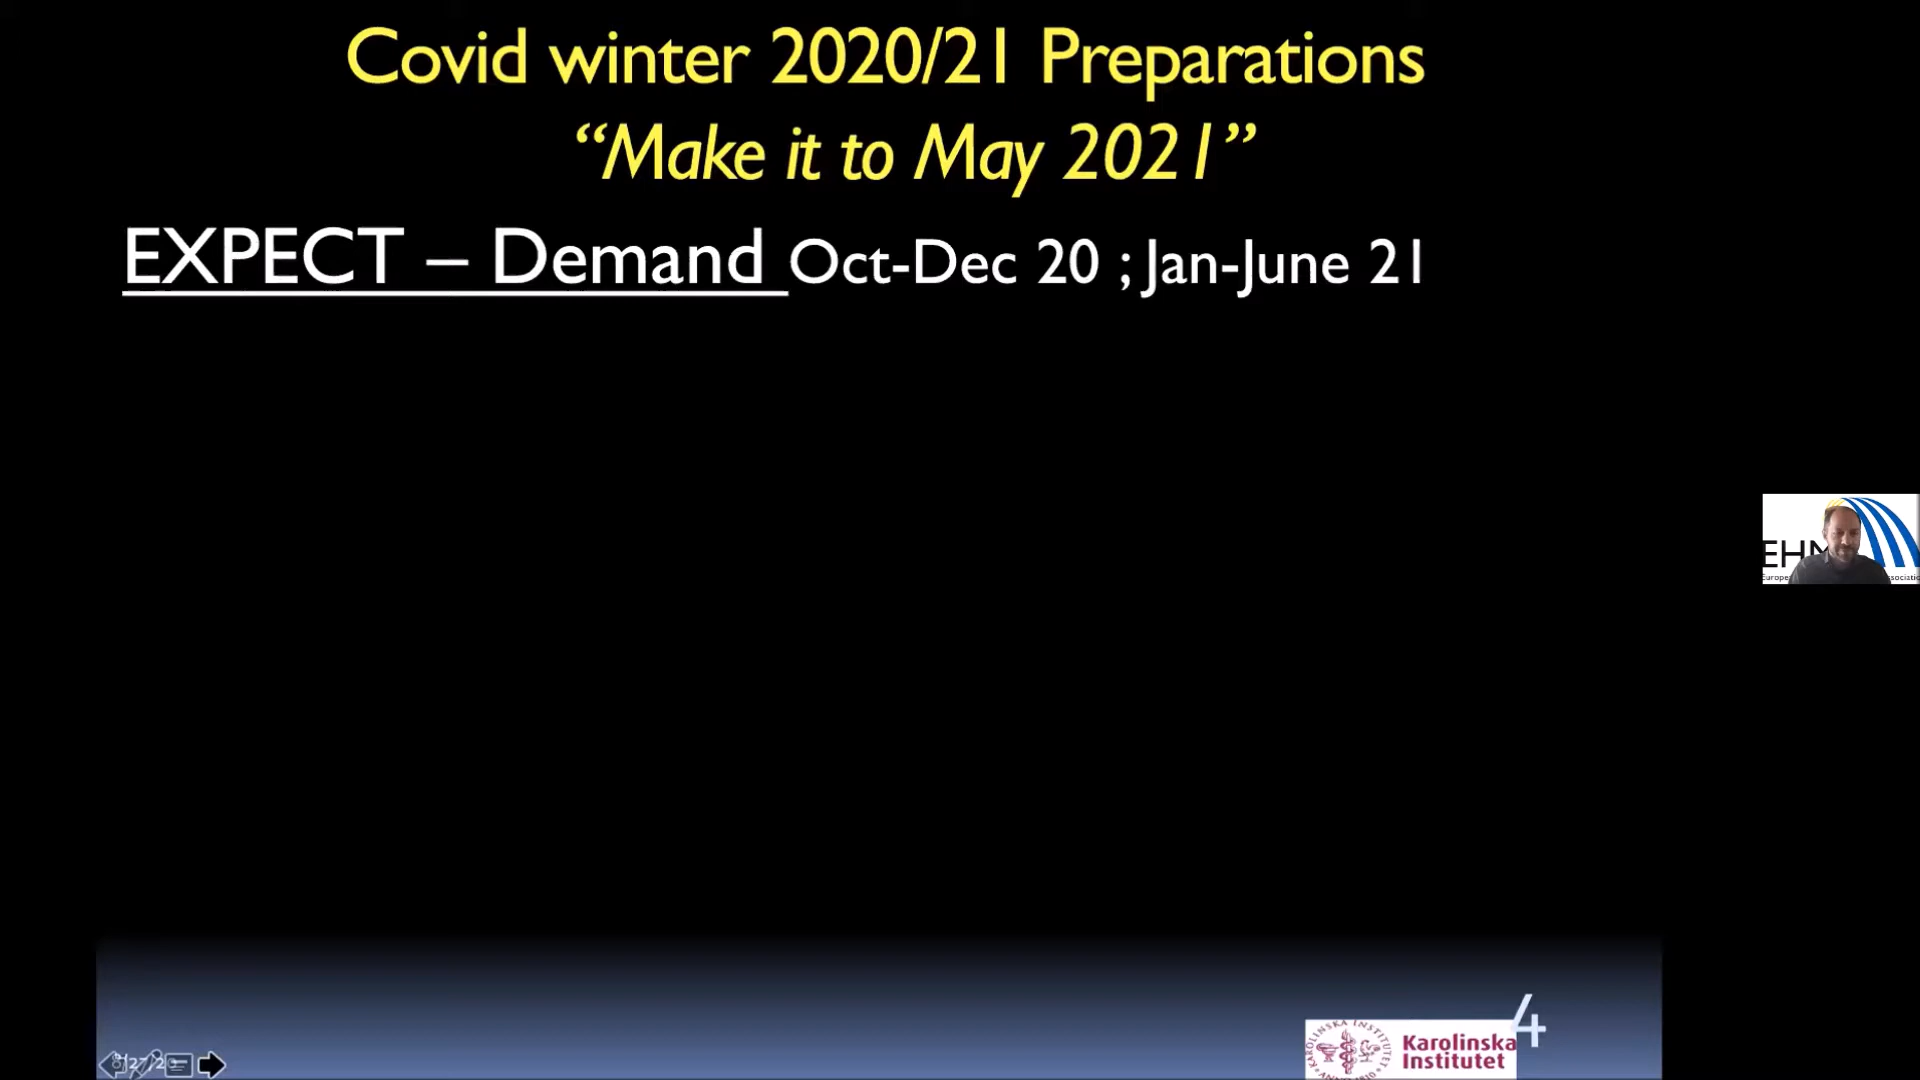 Covid winter 2020/21 Preparations
“Make it to May 2021”
EXPECT – Demand Oct-Dec 20 ; Jan-June 21
4
Karolinska
Institutet